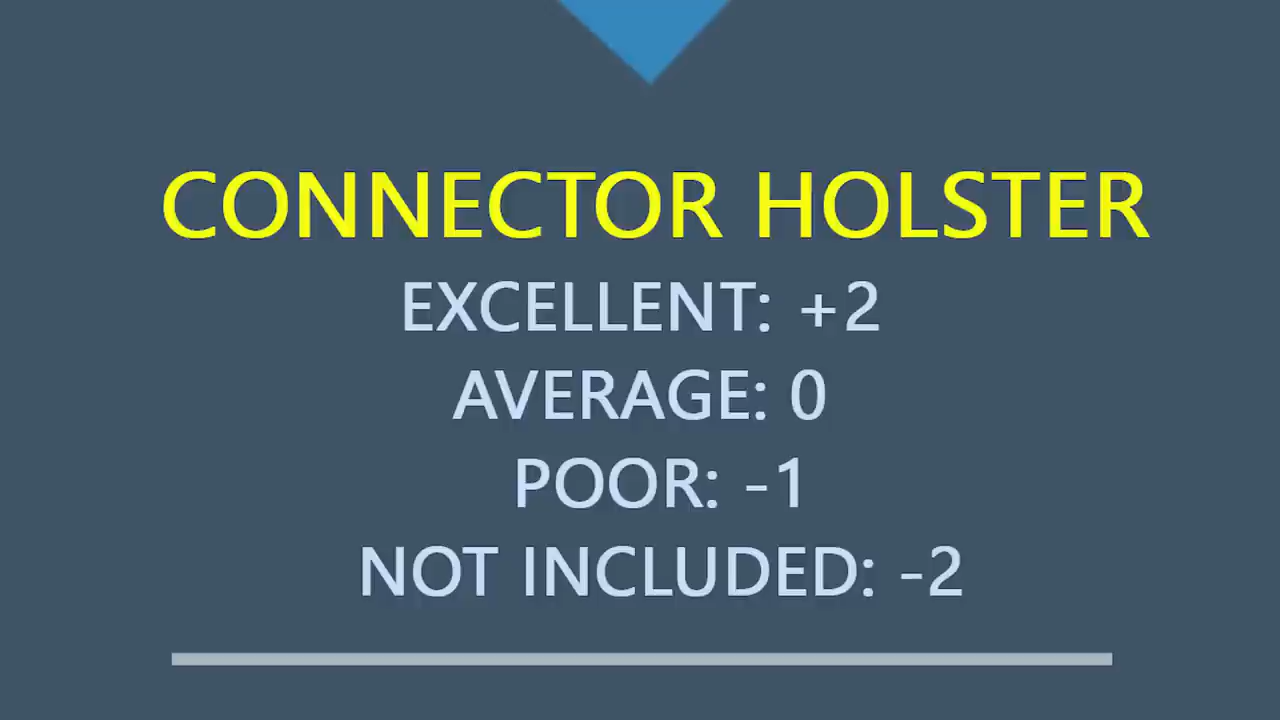 CONNECTOR HOLSTER
EXCELLENT: +2
AVERAGE: 0
POOR: -1
NOT INCLUDED: -2